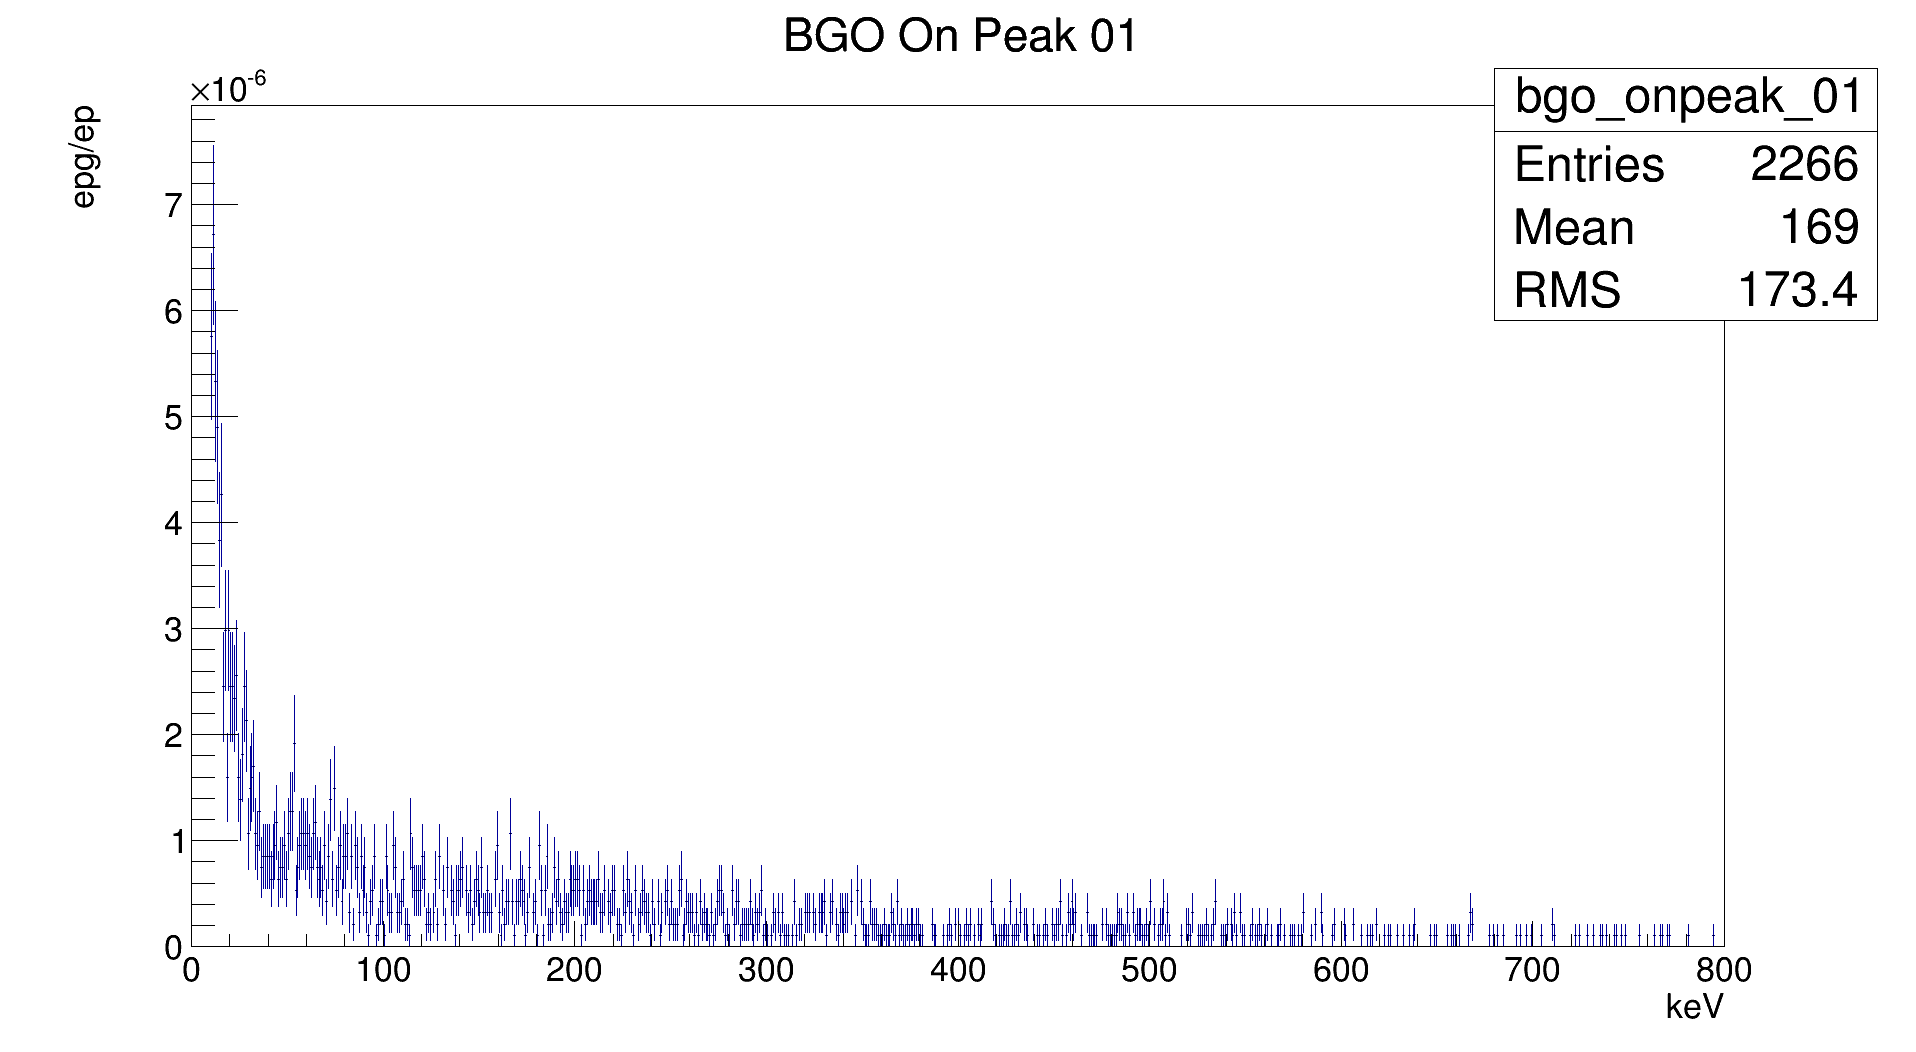 BGO On Peak 01
×10-6
epg/ep
bgo_onpeak_01
Entries 2266
Mean 169
RMS 173.4
7
6
5
4
3
2
1
0
0 100 200 300 400 500 600 700 800
keV